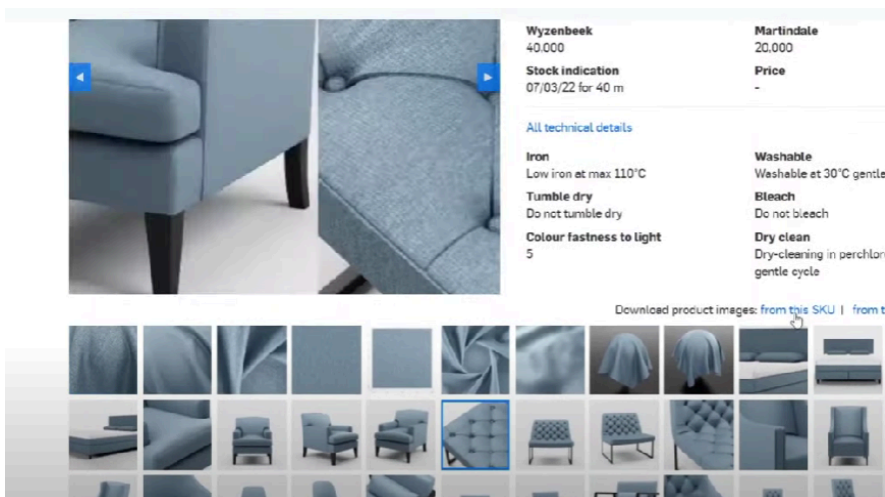 Wyzenbeek
40.000
Martindale
20,000
Stock indication
07/03/22 for 40 m
Price
-
All technical details
Iron
Low iron at max 110°C
Washable
Washable at 30°C gentle
Tumble dry
Do not tumble dry
Bleach
Do not bleach
Colour fastness to light
5
Dry clean
Dry-cleaning in perchlor
gentle cycle
Download product images: from this SKU | from t